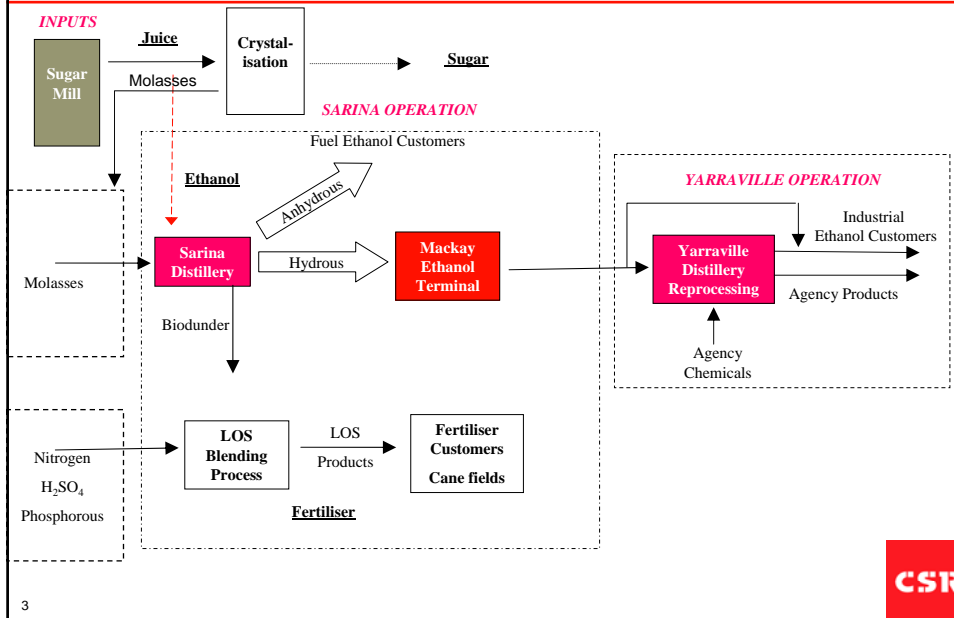 INPUTS
Juice
Sugar
Mill
Molasses
Crystal-
isation
Sugar
SARINA OPERATION
Fuel Ethanol Customers
Ethanol
Anhydrous
YARRAVILLE OPERATION
Industrial
Ethanol Customers
Molasses
Sarina
Distillery
Hydrous
Mackay
Ethanol
Terminal
Yarraville
Distillery
Reprocessing
Agency Products
Biodunder
Agency
Chemicals
Nitrogen
H₂SO₄
Phosphorous
LOS
Blending
Process
LOS
Products
Fertiliser
Customers
Cane fields
Fertiliser
3
CSR